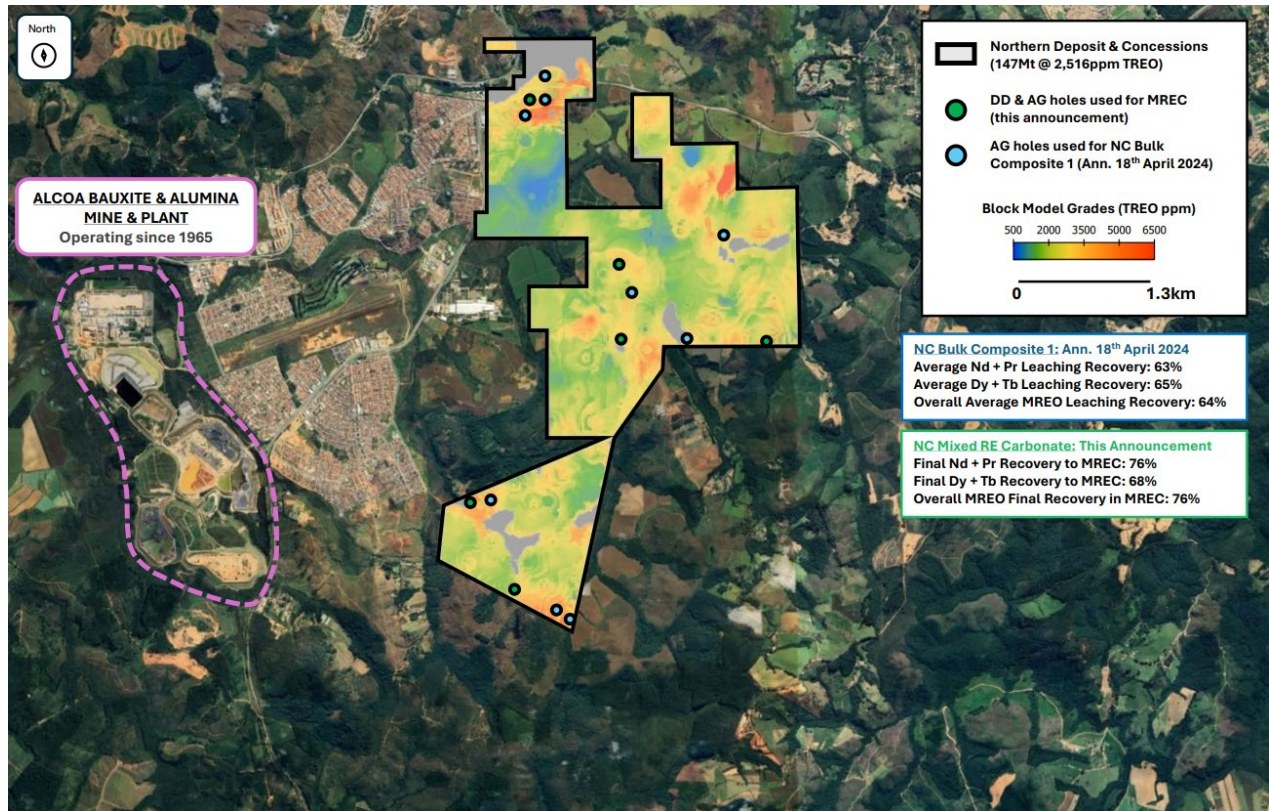 North
Northern Deposit & Concessions
(147Mt @ 2,516ppm TREO)
DD & AG holes used for MREC
(this announcement)
AG holes used for NC Bulk
Composite 1 (Ann. 18th April 2024)
Block Model Grades (TREO ppm)
500 2000 3500 5000 6500
0 1.3km
ALCOA BAUXITE & ALUMINA
MINE & PLANT
Operating since 1965
NC Bulk Composite 1: Ann. 18th April 2024
Average Nd + Pr Leaching Recovery: 63%
Average Dy + Tb Leaching Recovery: 65%
Overall Average MREO Leaching Recovery: 64%
NC Mixed RE Carbonate: This Announcement
Final Nd + Pr Recovery to MREC: 76%
Final Dy + Tb Recovery to MREC: 68%
Overall MREO Final Recovery in MREC: 76%